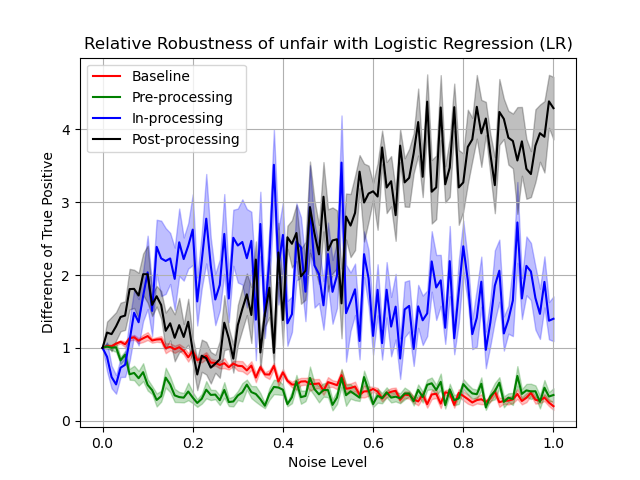 Relative Robustness of unfair with Logistic Regression (LR)
Baseline
Pre-processing
In-processing
Post-processing
Difference of True Positive
4
3
2
1
0
0.0 0.2 0.4 0.6 0.8 1.0
Noise Level